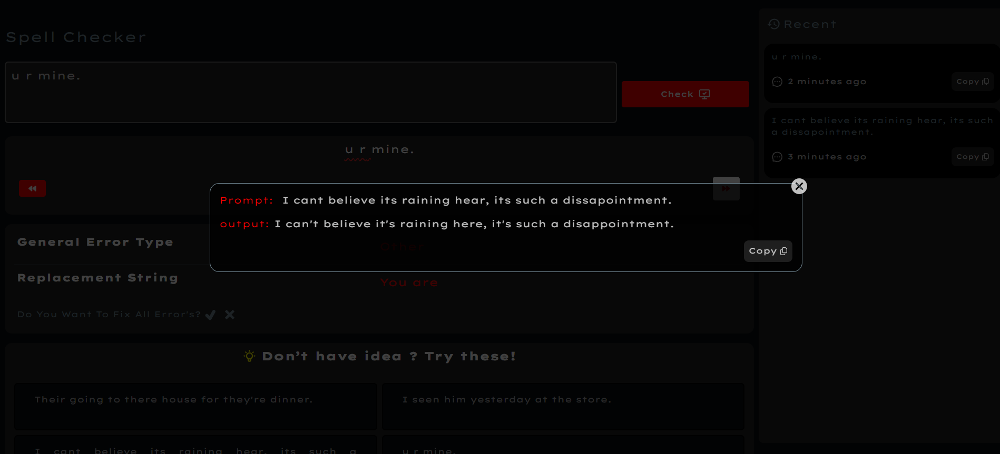 Spell Checker
u r mine.
Check
u r mine.
Prompt: I cant believe its raining hear, its such a dissapointment.
output: I can't believe it's raining here, it's such a disappointment.
Copy
General Error Type
Other
Replacement String
You are
Do You Want To Fix All Error's?
Don’t have idea ? Try these!
Their going to there house for they're dinner.
I seen him yesterday at the store.
I cant believe its raining hear, its such a
u r mine.
Recent
u r mine.
2 minutes ago
Copy
I cant believe its raining hear, its such
a dissapointment.
3 minutes ago
Copy